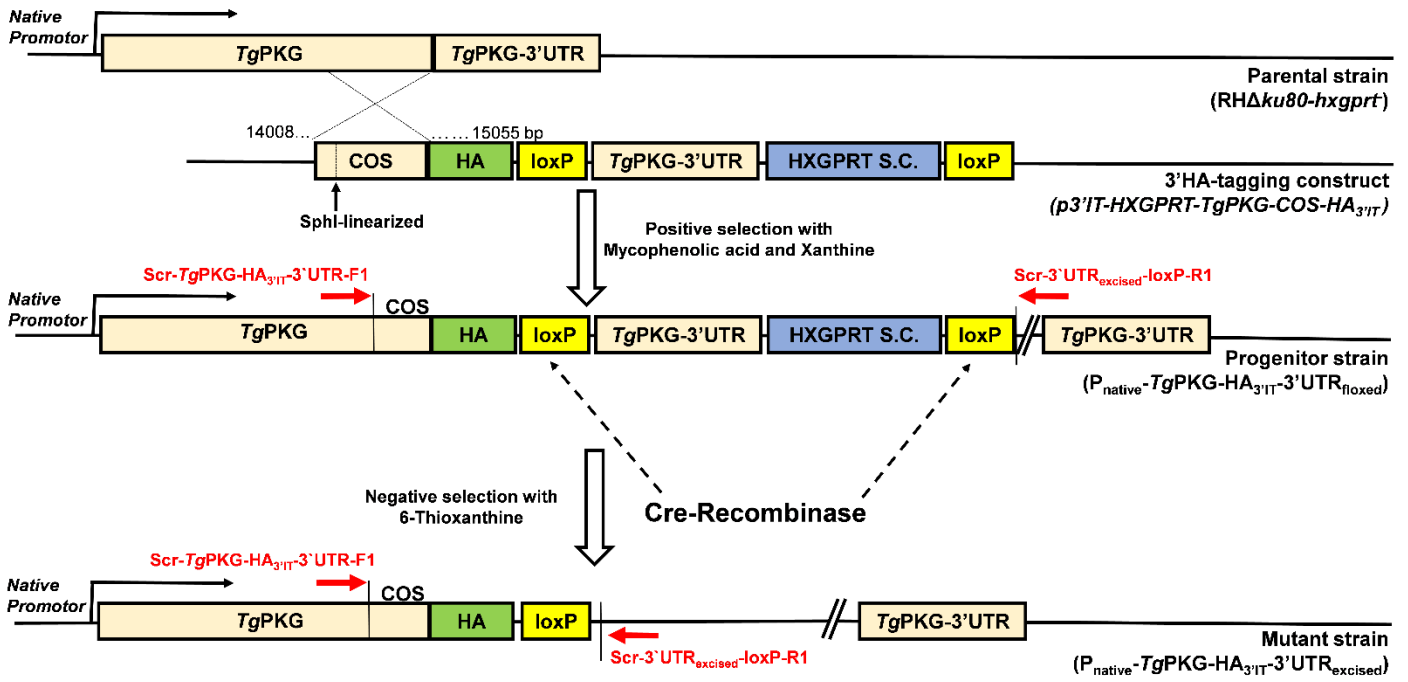 Native
Promotor
TgPKG
TgPKG-3'UTR
Parental strain
(RHΔku80-hxgprt-)
14008...
...... 15055 bp
COS
HA
loxP
TgPKG-3'UTR
HXGPRT S.C.
loxP
SphI-linearized
3'HA-tagging construct
(p3'IT-HXGPRT-TgPKG-COS-HA3'IT)
Positive selection with
Mycophenolic acid and Xanthine
Scr-TgPKG-HA3'IT-3`UTR-F1
Scr-3`UTRexcised-loxP-R1
Native
Promotor
COS
TgPKG
HA
loxP
TgPKG-3'UTR
HXGPRT S.C.
loxP
TgPKG-3'UTR
Progenitor strain
(Pnative-TgPKG-HA3'IT-3'UTRfloxed)
Negative selection with
6-Thioxanthine
Cre-Recombinase
Scr-TgPKG-HA3'IT-3`UTR-F1
Native
Promotor
COS
TgPKG
HA
loxP
TgPKG-3'UTR
Scr-3`UTRexcised-loxP-R1
Mutant strain
(Pnative-TgPKG-HA3'IT-3'UTRexcised)